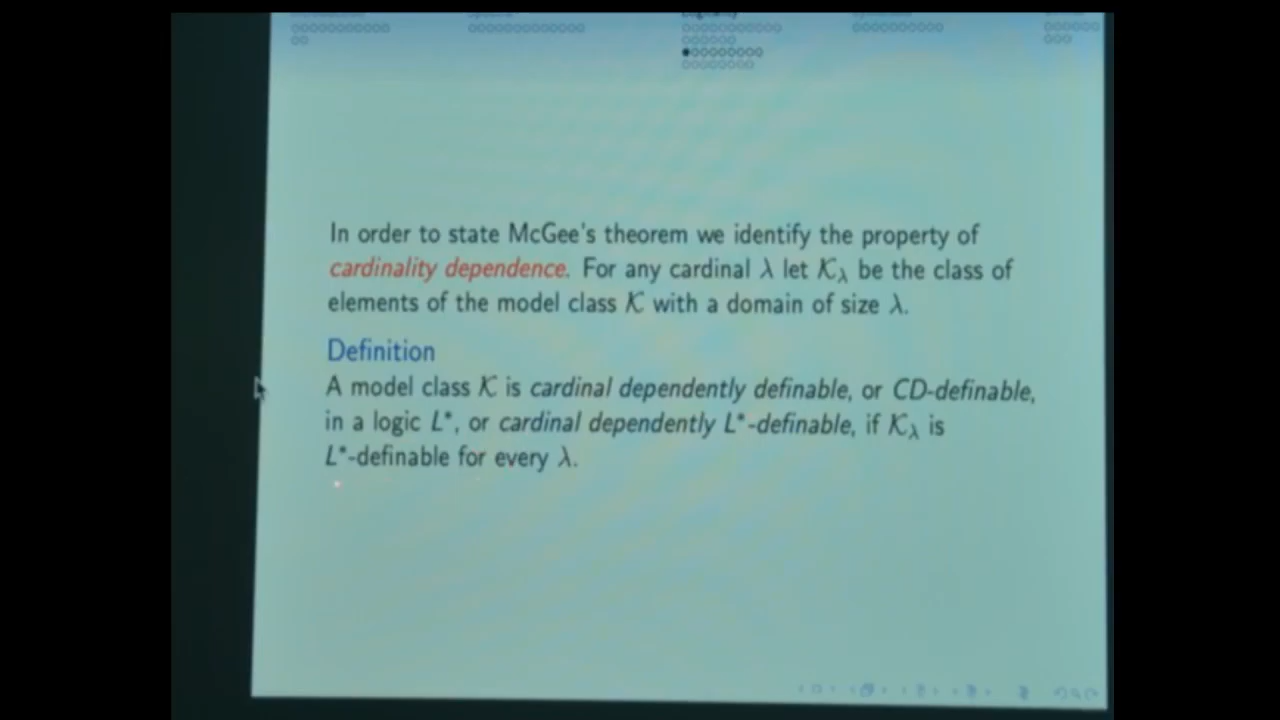 In order to state McGee's theorem we identify the property of
cardinality dependence. For any cardinal λ let 𝒦λ be the class of
elements of the model class 𝒦 with a domain of size λ.
Definition
A model class 𝒦 is cardinal dependently definable, or CD-definable,
in a logic L*, or cardinal dependently L*-definable, if 𝒦λ is
L*-definable for every λ.